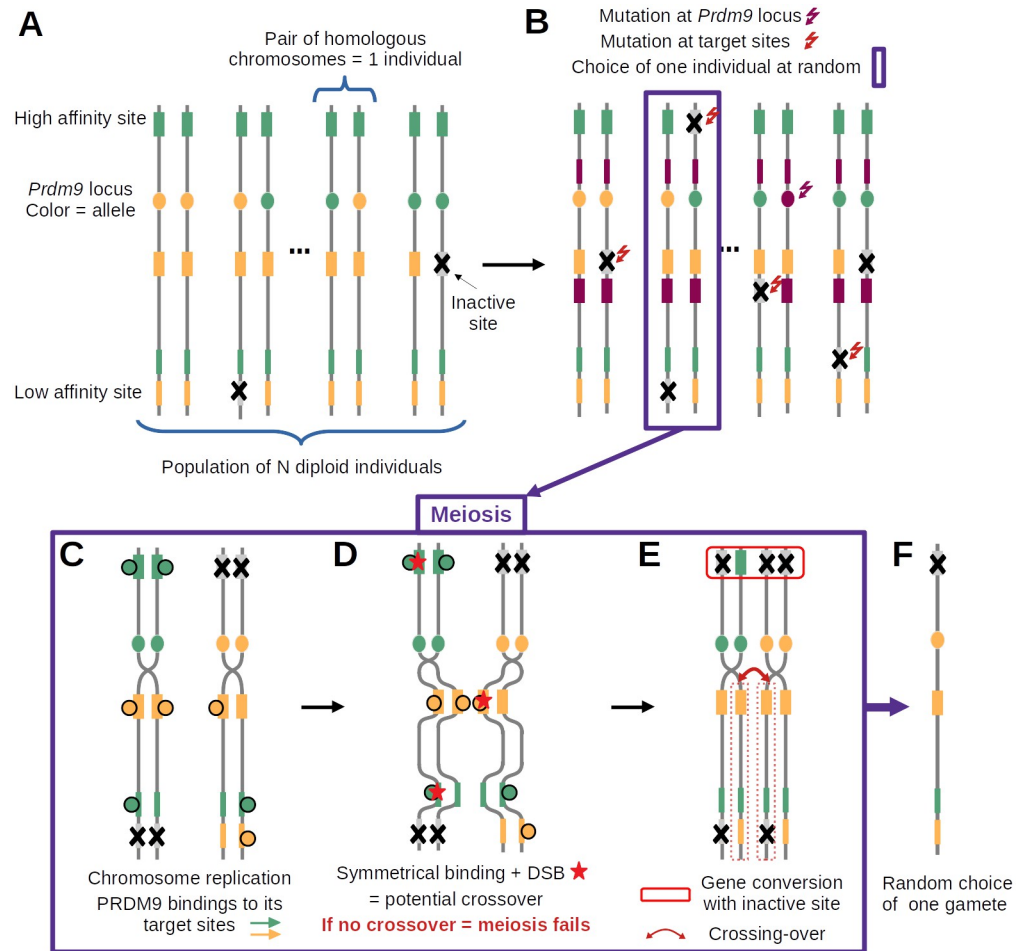 A
Pair of homologous
chromosomes = 1 individual
High affinity site
Prdm9 locus
Color = allele
...
Inactive
site
Low affinity site
Population of N diploid individuals
B
Mutation at Prdm9 locus
Mutation at target sites
Choice of one individual at random
...
Meiosis
C
Chromosome replication
PRDM9 bindings to its
target sites
D
Symmetrical binding + DSB
= potential crossover
If no crossover = meiosis fails
E
Gene conversion
with inactive site
Crossing-over
F
Random choice
of one gamete